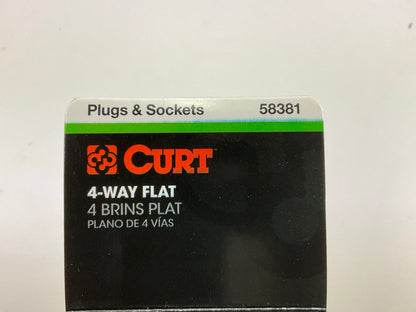 Plugs & Sockets 58381
CURT
4-WAY FLAT
4 BRINS PLAT
PLANO DE 4 VÍAS